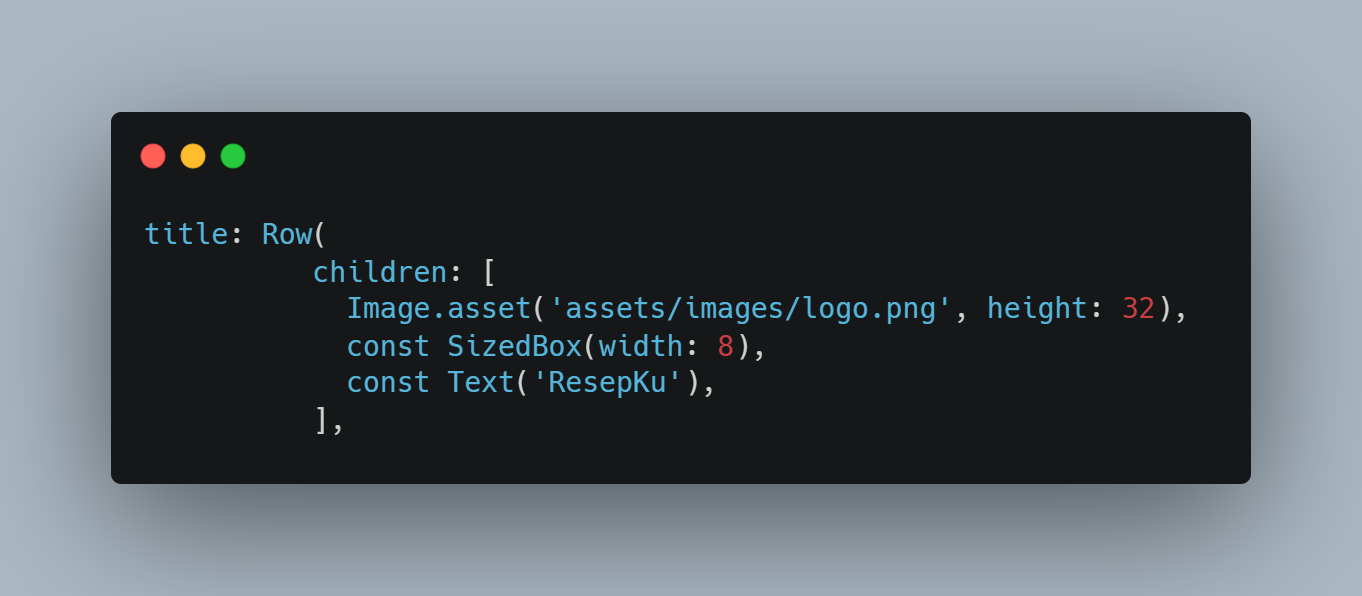 title: Row(
          children: [
            Image.asset('assets/images/logo.png', height: 32),
            const SizedBox(width: 8),
            const Text('ResepKu'),
          ],